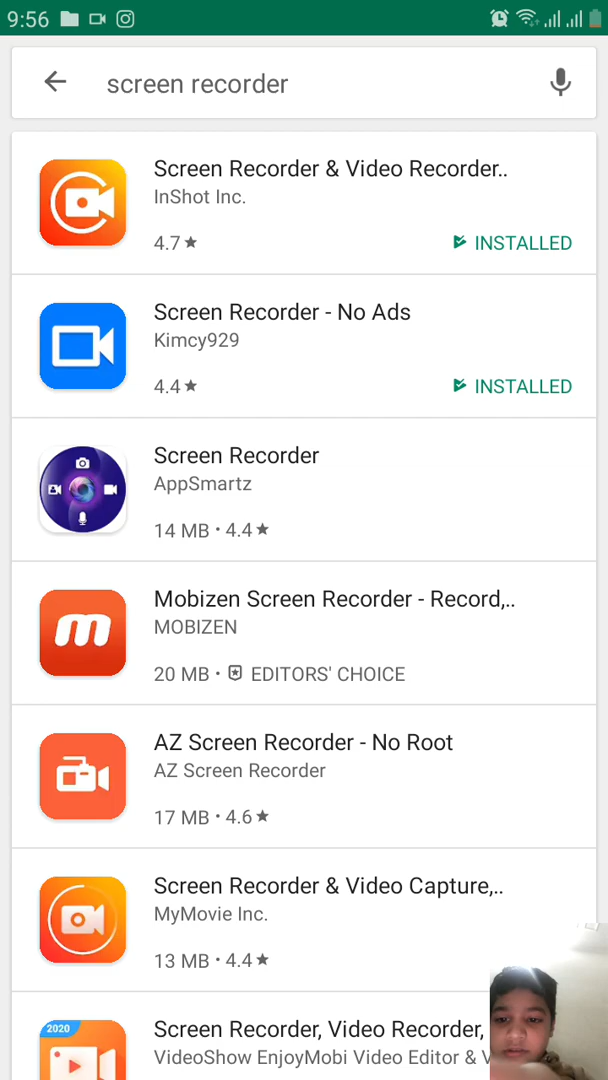 9:56
screen recorder
Screen Recorder & Video Recorder..
InShot Inc.
4.7★ INSTALLED
Screen Recorder - No Ads
Kimcy929
4.4★ INSTALLED
Screen Recorder
AppSmartz
14 MB • 4.4★
m
Mobizen Screen Recorder - Record,..
MOBIZEN
20 MB • EDITORS' CHOICE
AZ Screen Recorder - No Root
AZ Screen Recorder
17 MB • 4.6★
Screen Recorder & Video Capture,..
MyMovie Inc.
13 MB • 4.4★
2020
Screen Recorder, Video Recorder,
VideoShow EnjoyMobi Video Editor & V